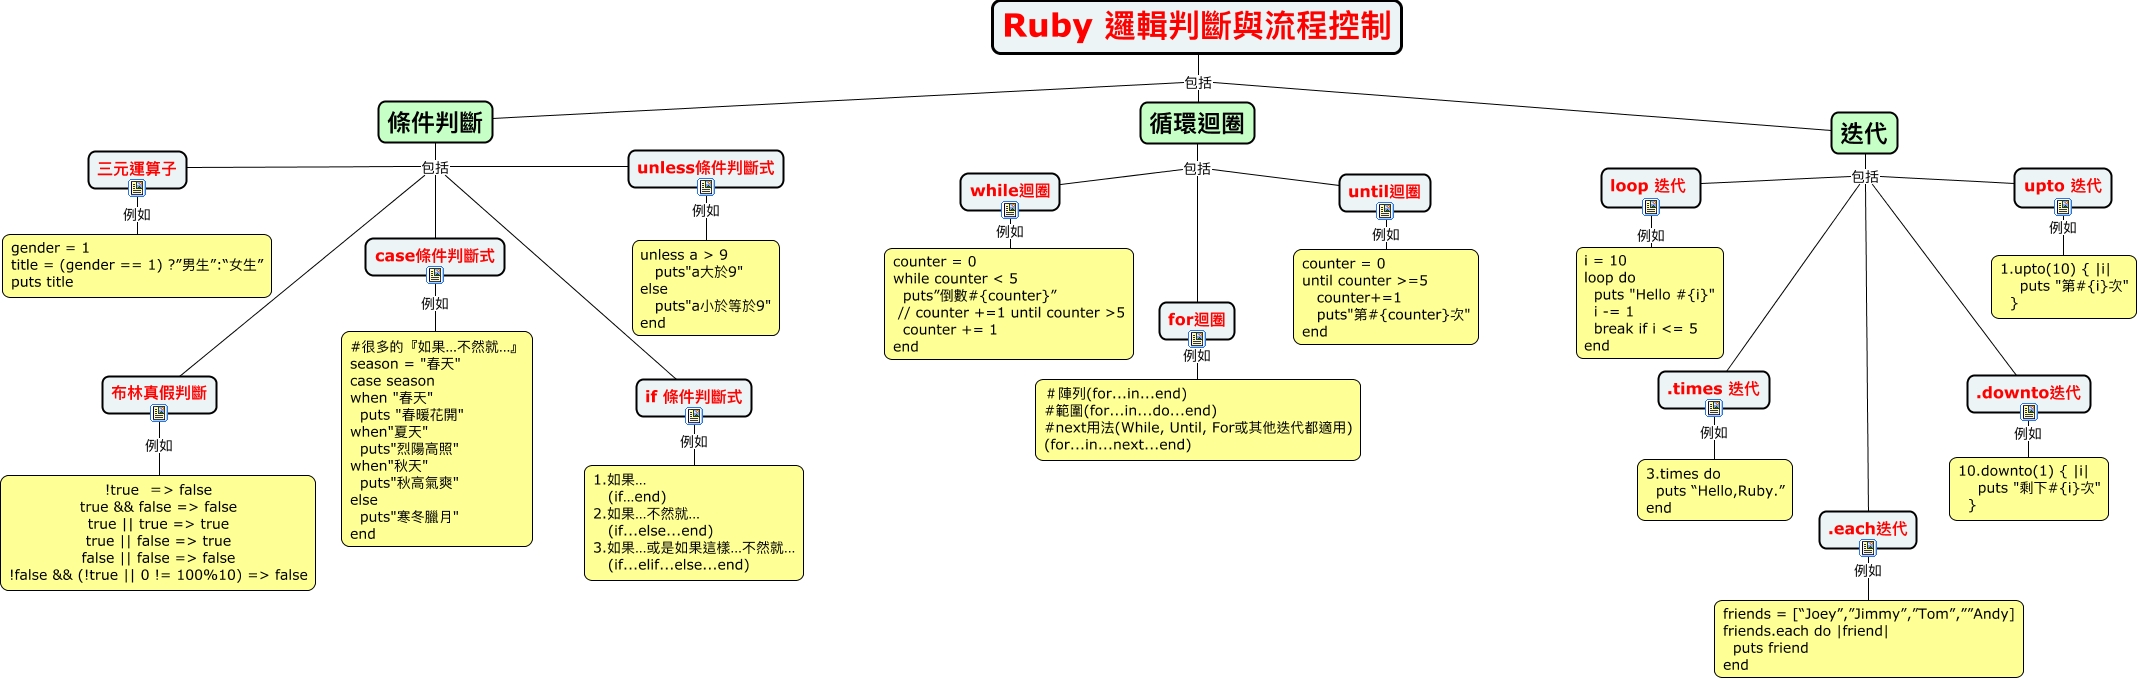 Ruby 邏輯判斷與流程控制
包括
條件判斷
包括
三元運算子
例如
gender = 1
title = (gender == 1) ?”男生”:“女生”
puts title
布林真假判斷
例如
!true  => false
true && false => false
true || true => true
true || false => true
false || false => false
!false && (!true || 0 != 100%10) => false
case條件判斷式
例如
#很多的『如果...不然就...』
season = "春天"
case season
when "春天"
  puts "春暖花開"
when"夏天"
  puts"烈陽高照"
when"秋天"
  puts"秋高氣爽"
else
  puts"寒冬臘月"
end
if 條件判斷式
例如
1.如果...
   (if...end)
2.如果...不然就...
   (if...else...end)
3.如果...或是如果這樣...不然就...
   (if...elif...else...end)
unless條件判斷式
例如
unless a > 9
   puts"a大於9"
else
   puts"a小於等於9"
end
循環迴圈
包括
while迴圈
例如
counter = 0
while counter < 5
  puts”倒數#{counter}”
 // counter +=1 until counter >5
  counter += 1
end
for迴圈
例如
＃陣列(for...in...end)
#範圍(for...in...do...end)
#next用法(While, Until, For或其他迭代都適用)
(for...in...next...end)
until迴圈
例如
counter = 0
until counter >=5
   counter+=1
   puts"第#{counter}次"
end
迭代
包括
loop 迭代
例如
i = 10
loop do
  puts "Hello #{i}"
  i -= 1
  break if i <= 5
end
.times 迭代
例如
3.times do
  puts “Hello,Ruby.”
end
.each迭代
例如
friends = [“Joey”,”Jimmy”,”Tom”,””Andy]
friends.each do |friend|
  puts friend
end
.downto迭代
例如
10.downto(1) { |i|
    puts "剩下#{i}次"
  }
upto 迭代
例如
1.upto(10) { |i|
    puts "第#{i}次"
  }